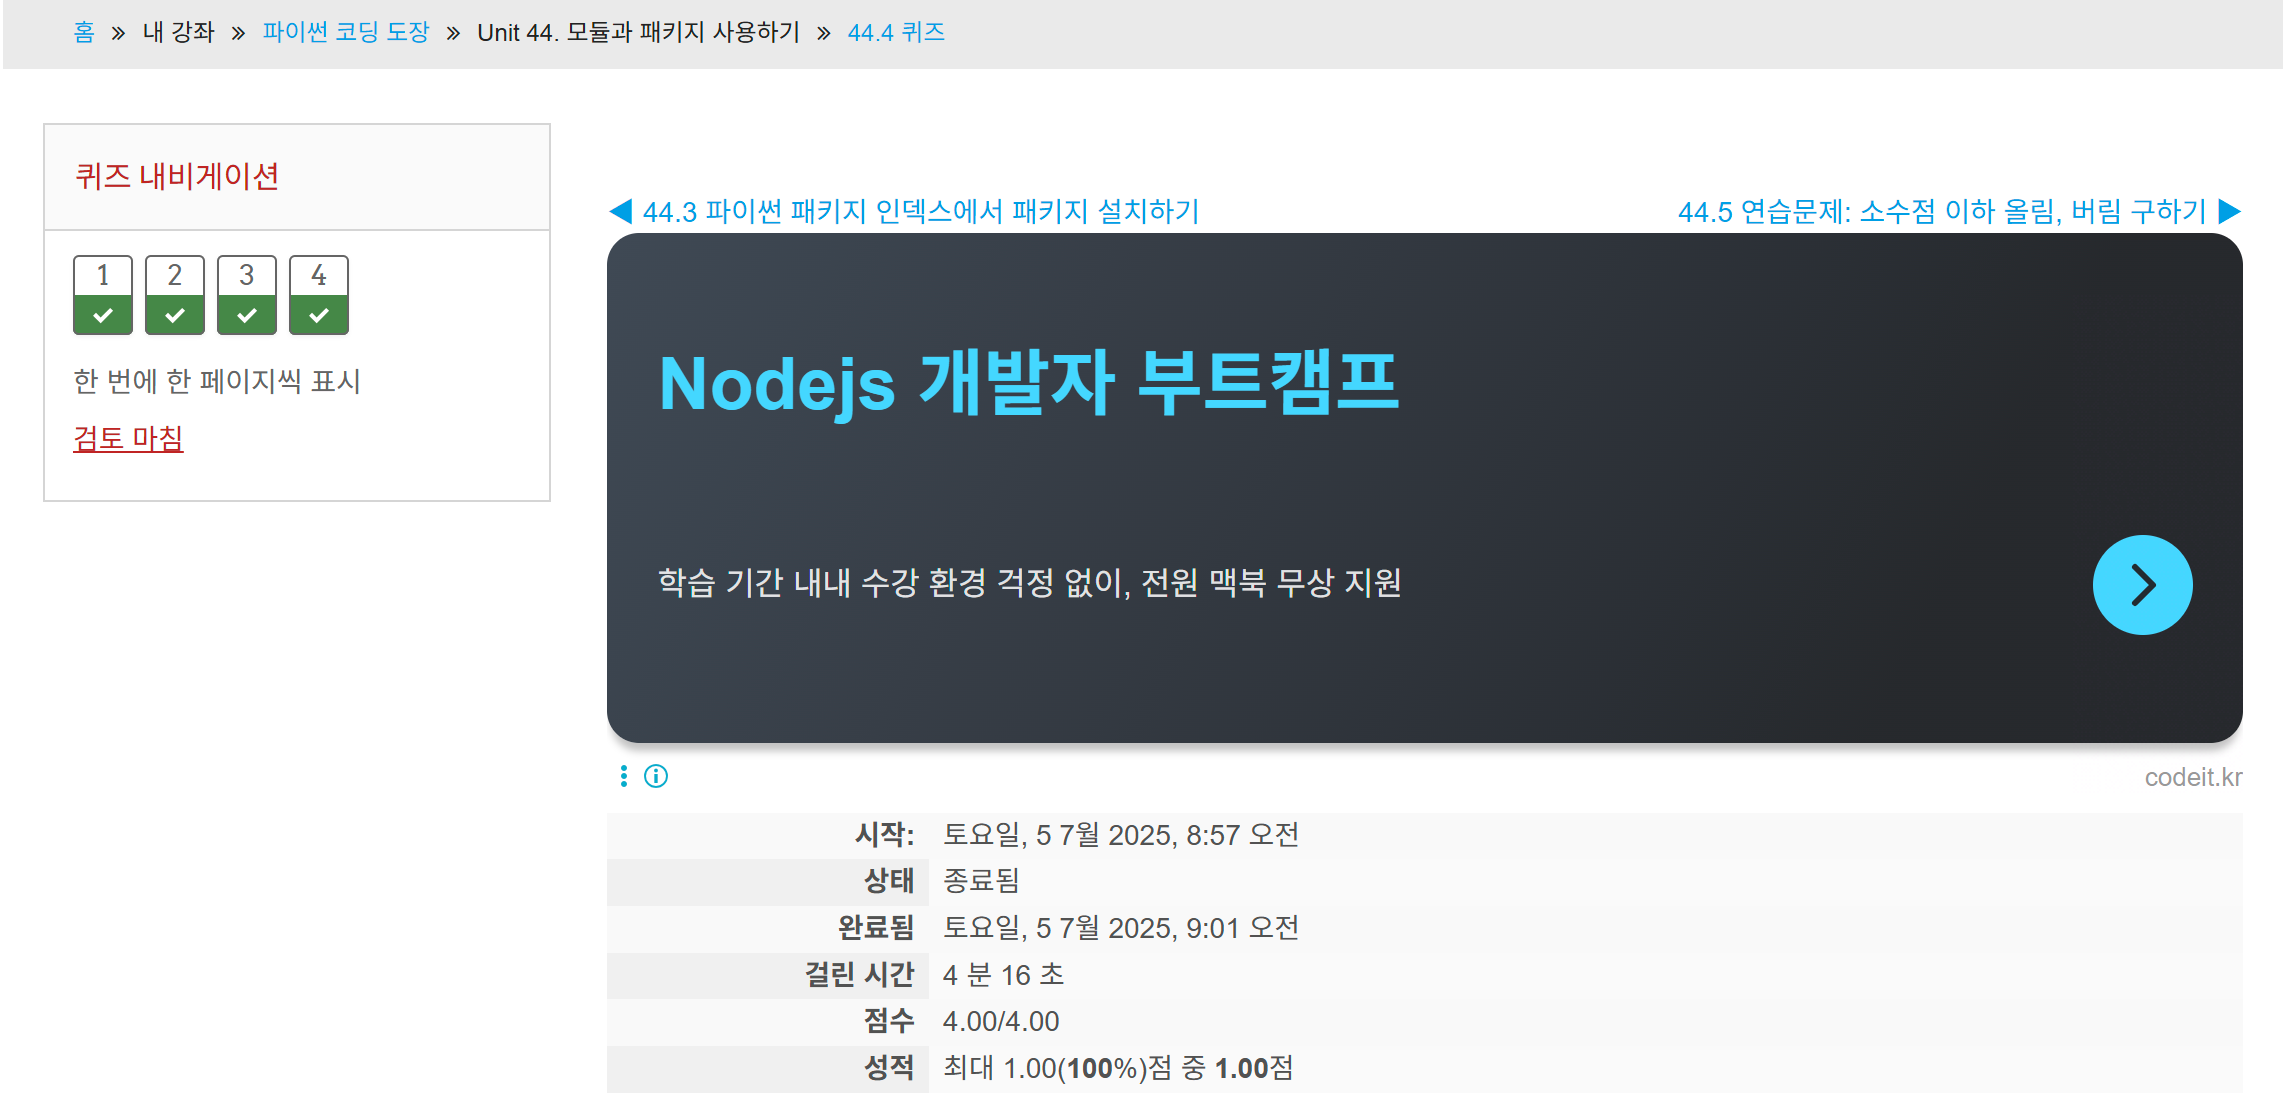 홈 » 내 강좌 » 파이썬 코딩 도장 » Unit 44. 모듈과 패키지 사용하기 » 44.4 퀴즈
퀴즈 내비게이션
1 2 3 4
한 번에 한 페이지씩 표시
검토 마침
◀ 44.3 파이썬 패키지 인덱스에서 패키지 설치하기
44.5 연습문제: 소수점 이하 올림, 버림 구하기 ▶
Nodejs 개발자 부트캠프
학습 기간 내내 수강 환경 걱정 없이, 전원 맥북 무상 지원
codeit.kr
시작: 토요일, 5 7월 2025, 8:57 오전
상태 종료됨
완료됨 토요일, 5 7월 2025, 9:01 오전
걸린 시간 4 분 16 초
점수 4.00/4.00
성적 최대 1.00(100%)점 중 1.00점